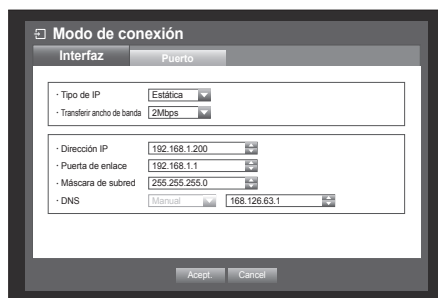 Modo de conexión
Interfaz Puerto
· Tipo de IP Estática
· Transferir ancho de banda 2Mbps
· Dirección IP 192.168.1.200
· Puerta de enlace 192.168.1.1
· Máscara de subred 255.255.255.0
· DNS Manual 168.126.63.1
Acept. Cancel